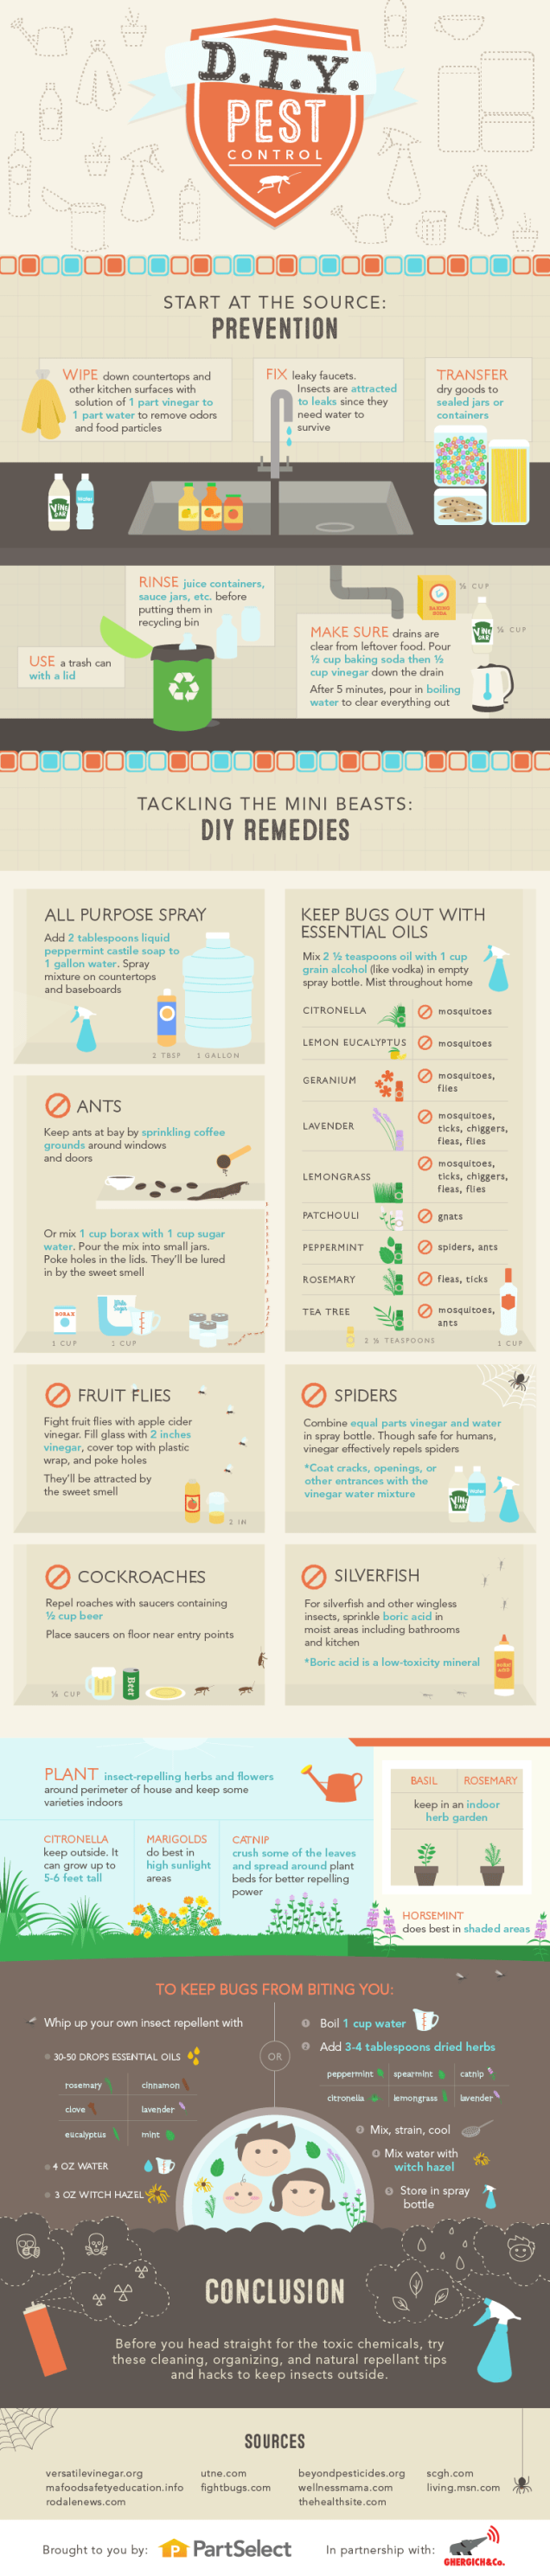 D.I.Y.
PEST
CONTROL
START AT THE SOURCE:
PREVENTION
WIPE down countertops and
other kitchen surfaces with
solution of 1 part vinegar to
1 part water to remove odors
and food particles
FIX leaky faucets.
Insects are attracted
to leaks since they
need water to
survive
TRANSFER
dry goods to
sealed jars or
containers
RINSE juice containers,
sauce jars, etc. before
putting them in
recycling bin
USE a trash can
with a lid
BAKING
SODA
½ CUP
½ CUP
MAKE SURE drains are
clear from leftover food. Pour
½ cup baking soda then ½
cup vinegar down the drain
After 5 minutes, pour in boiling
water to clear everything out
TACKLING THE MINI BEASTS:
DIY REMEDIES
ALL PURPOSE SPRAY
Add 2 tablespoons liquid
peppermint castile soap to
1 gallon water. Spray
mixture on countertops
and baseboards
2 TBSP 1 GALLON
KEEP BUGS OUT WITH
ESSENTIAL OILS
Mix 2 ½ teaspoons oil with 1 cup
grain alcohol (like vodka) in empty
spray bottle. Mist throughout home
CITRONELLA mosquitoes
LEMON EUCALYPTUS mosquitoes
GERANIUM mosquitoes,
flies
LAVENDER mosquitoes,
ticks, chiggers,
fleas, flies
LEMONGRASS mosquitoes,
ticks, chiggers,
fleas, flies
PATCHOULI gnats
PEPPERMINT spiders, ants
ROSEMARY fleas, ticks
TEA TREE mosquitoes,
ants
2 ½ TEASPOONS 1 CUP
ANTS
Keep ants at bay by sprinkling coffee
grounds around windows
and doors
Or mix 1 cup borax with 1 cup sugar
water. Pour the mix into small jars.
Poke holes in the lids. They'll be lured
in by the sweet smell
BORAX
1 CUP 1 CUP
FRUIT FLIES
Fight fruit flies with apple cider
vinegar. Fill glass with 2 inches
vinegar, cover top with plastic
wrap, and poke holes
They'll be attracted by
the sweet smell
2 IN
SPIDERS
Combine equal parts vinegar and water
in spray bottle. Though safe for humans,
vinegar effectively repels spiders
*Coat cracks, openings, or
other entrances with the
vinegar water mixture
COCKROACHES
Repel roaches with saucers containing
½ cup beer
Place saucers on floor near entry points
½ CUP
Beer
SILVERFISH
For silverfish and other wingless
insects, sprinkle boric acid in
moist areas including bathrooms
and kitchen
*Boric acid is a low-toxicity mineral
PLANT insect-repelling herbs and flowers
around perimeter of house and keep some
varieties indoors
CITRONELLA
keep outside. It
can grow up to
5-6 feet tall
MARIGOLDS
do best in
high sunlight
areas
CATNIP
crush some of the leaves
and spread around plant
beds for better repelling
power
BASIL ROSEMARY
keep in an indoor
herb garden
HORSEMINT
does best in shaded areas
TO KEEP BUGS FROM BITING YOU:
Whip up your own insect repellent with
30-50 DROPS ESSENTIAL OILS
rosemary cinnamon
clove lavender
eucalyptus mint
4 OZ WATER
3 OZ WITCH HAZEL
OR
1 Boil 1 cup water
2 Add 3-4 tablespoons dried herbs
peppermint spearmint catnip
citronella lemongrass lavender
3 Mix, strain, cool
4 Mix water with
witch hazel
5 Store in spray
bottle
CONCLUSION
Before you head straight for the toxic chemicals, try
these cleaning, organizing, and natural repellant tips
and hacks to keep insects outside.
SOURCES
versatilevinegar.org utne.com beyondpesticides.org scgh.com
mafoodsafetyeducation.info fightbugs.com wellnessmama.com living.msn.com
rodalenews.com thehealthsite.com
Brought to you by: PartSelect In partnership with: GHERGICH&Co.